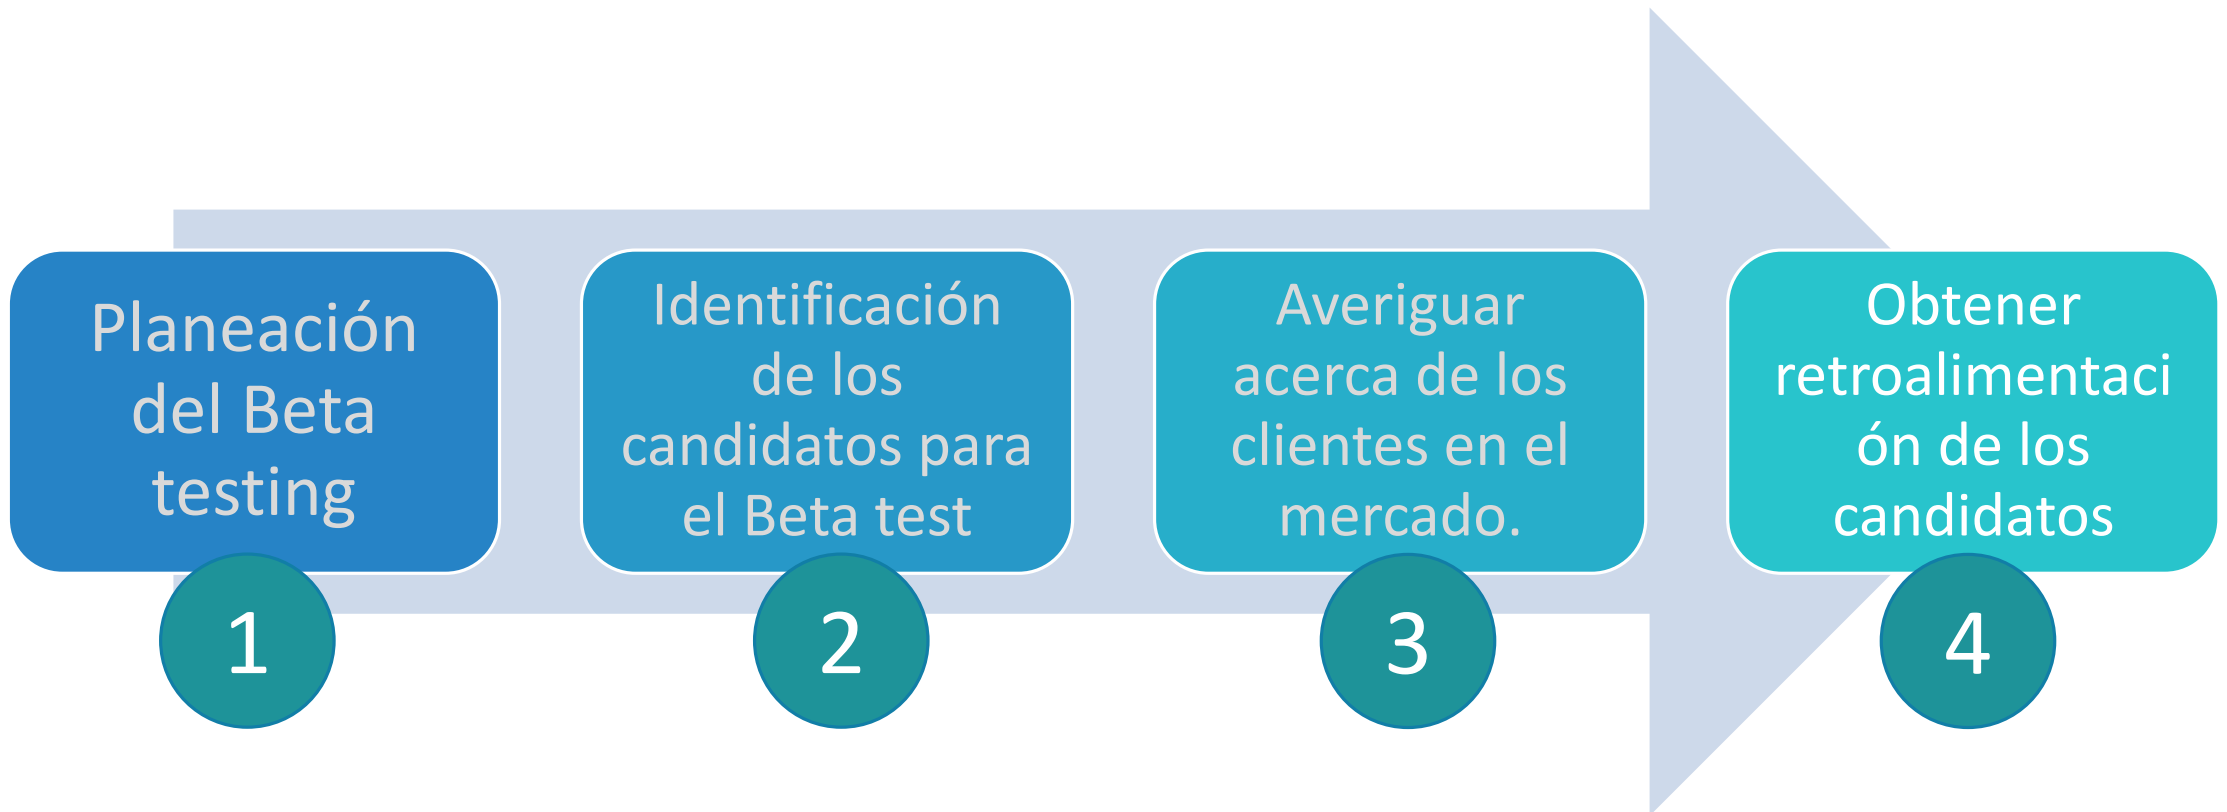 Planeación
del Beta
testing
1
Identificación
de los
candidatos para
el Beta test
2
Averiguar
acerca de los
clientes en el
mercado.
3
Obtener
retroalimentaci
ón de los
candidatos
4